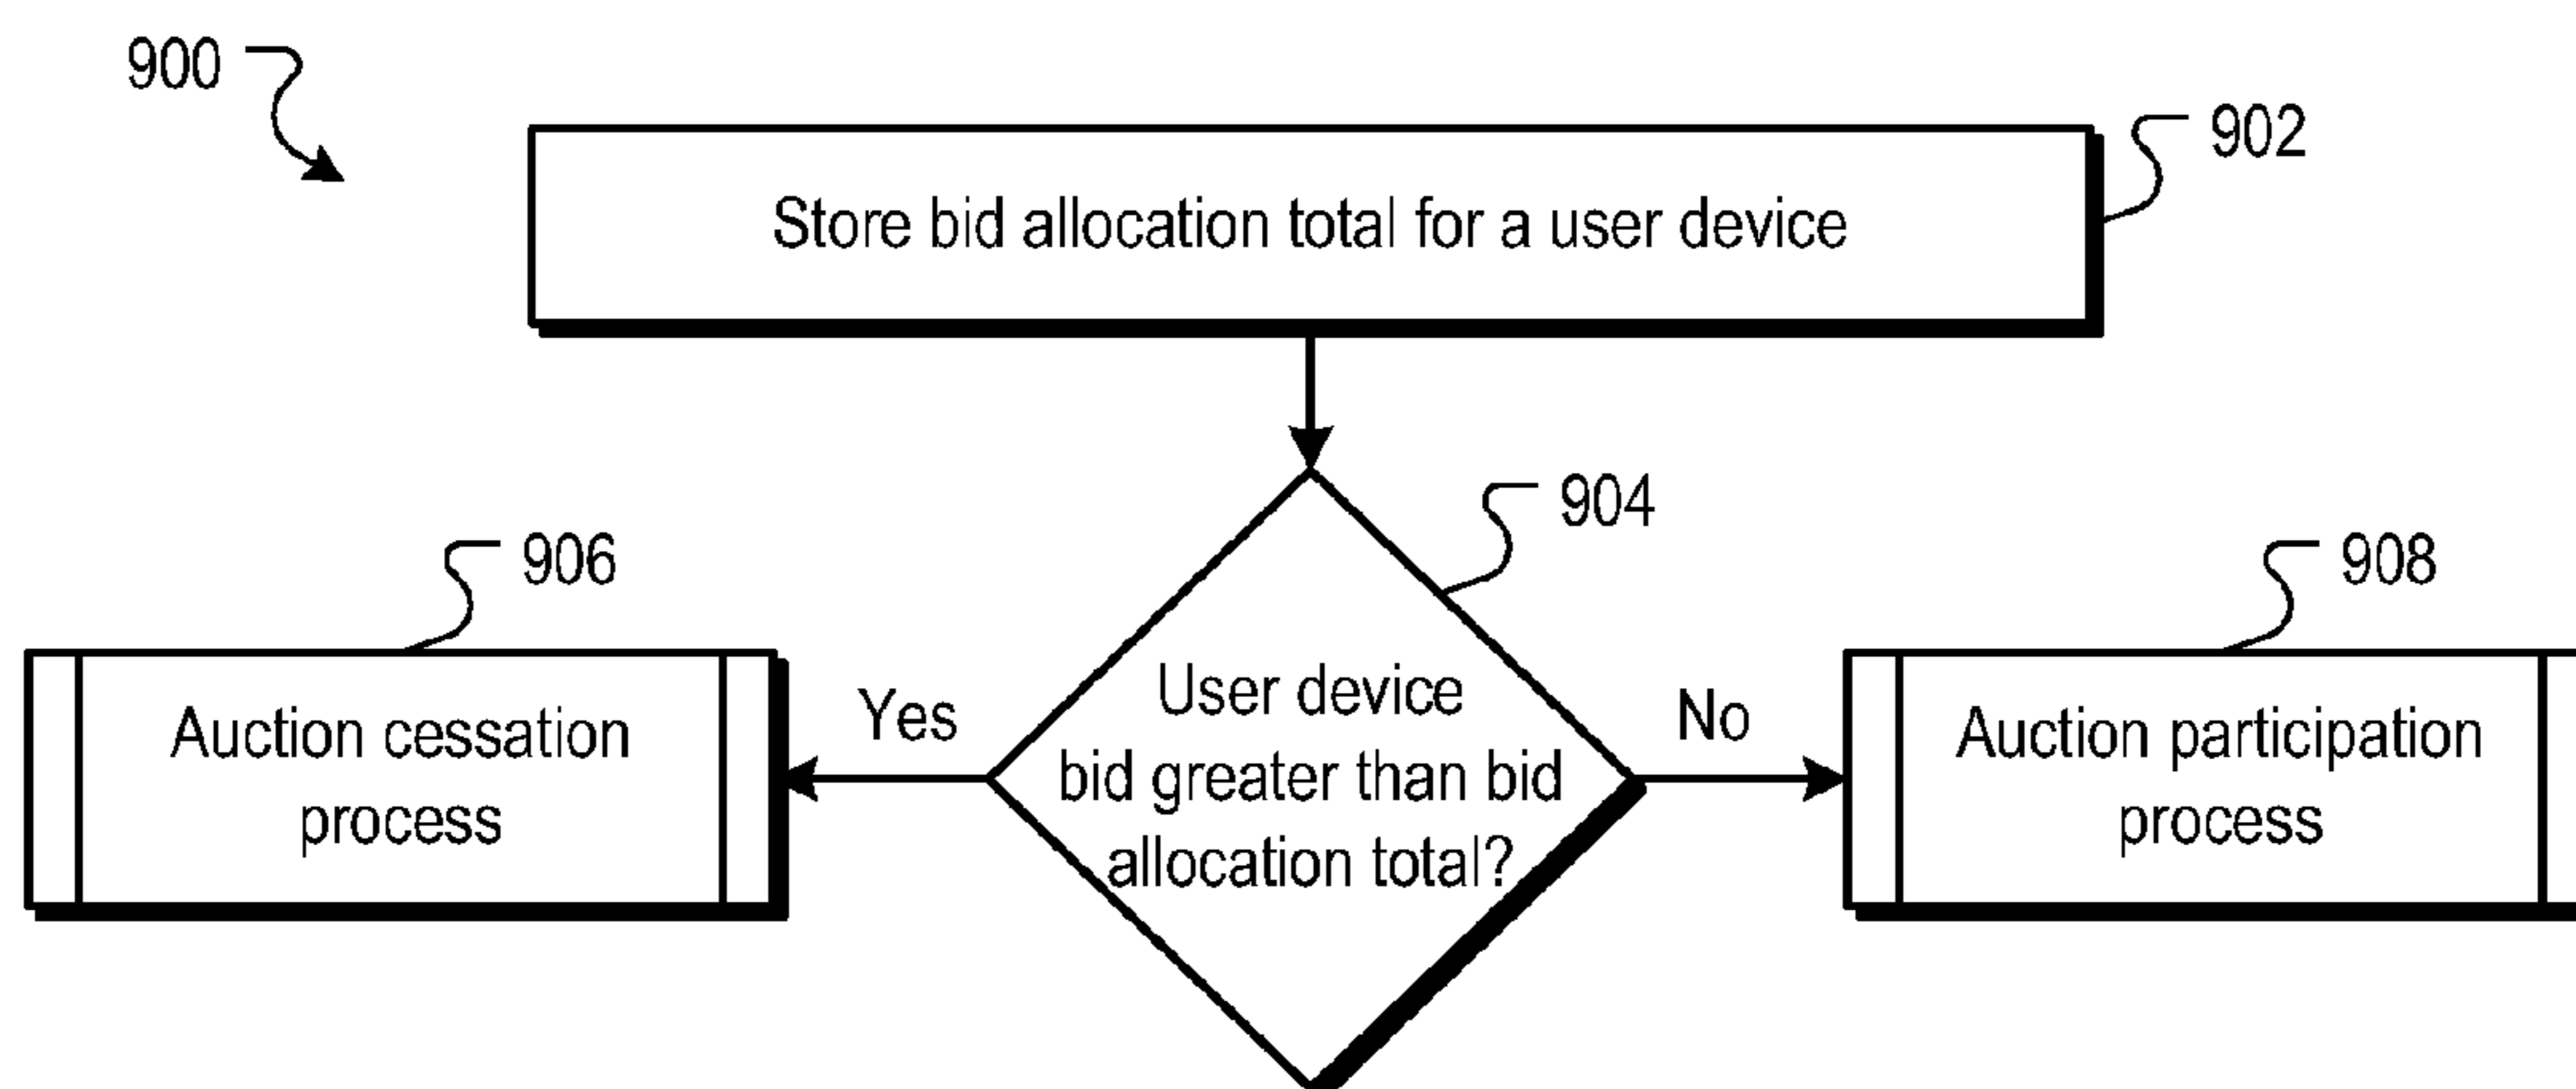 900
902
Store bid allocation total for a user device
904
906
908
User device
bid greater than bid
allocation total?
Yes
No
Auction cessation
process
Auction participation
process